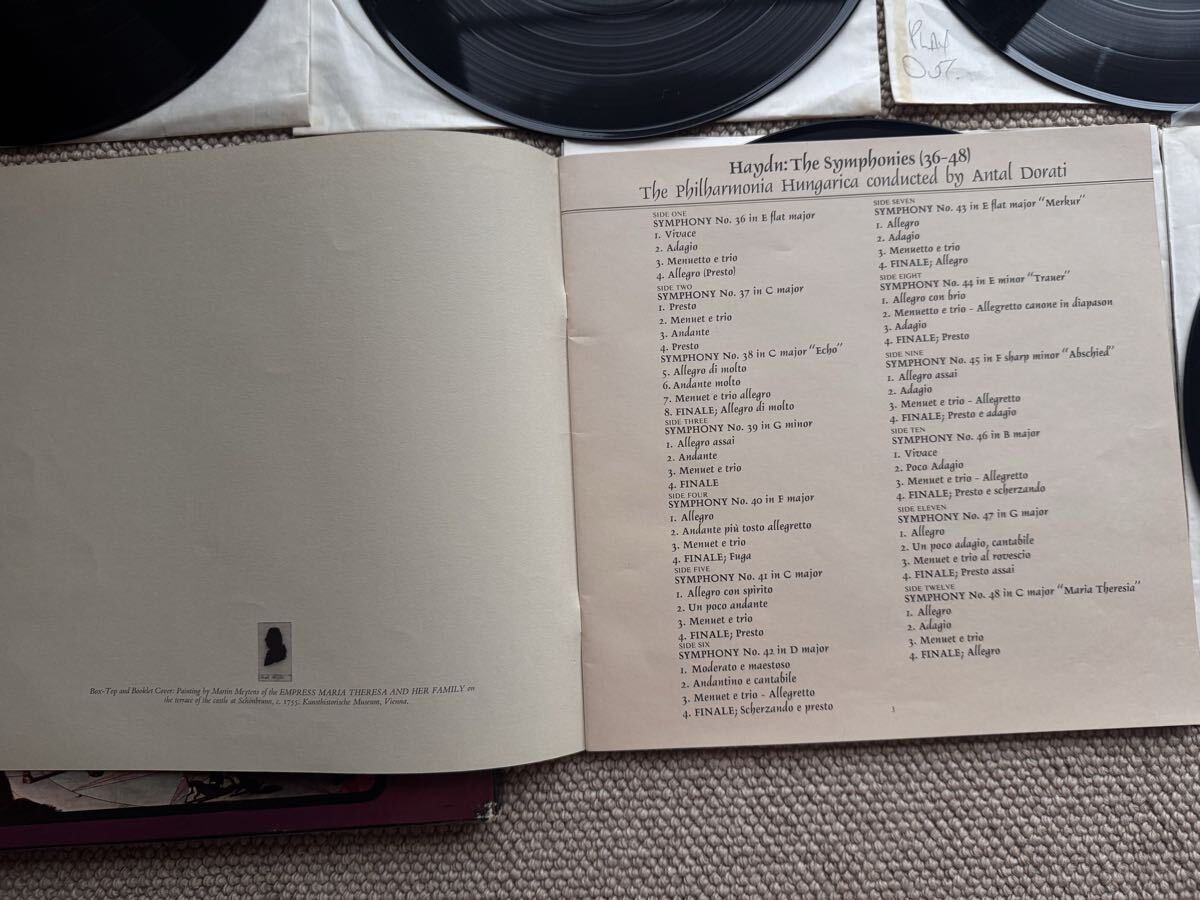 PLAY
OUT.
Haydn: The Symphonies (36-48)
The Philharmonia Hungarica conducted by Antal Dorati
SIDE ONE
SYMPHONY No. 36 in E flat major
1. Vivace
2. Adagio
3. Menuetto e trio
4. Allegro (Presto)
SIDE TWO
SYMPHONY No. 37 in C major
1. Presto
2. Menuet e trio
3. Andante
4. Presto
SYMPHONY No. 38 in C major "Echo"
5. Allegro di molto
6. Andante molto
7. Menuet e trio allegro
8. FINALE; Allegro di molto
SIDE THREE
SYMPHONY No. 39 in G minor
1. Allegro assai
2. Andante
3. Menuet e trio
4. FINALE
SIDE FOUR
SYMPHONY No. 40 in F major
1. Allegro
2. Andante più tosto allegretto
3. Menuet e trio
4. FINALE; Fuga
SIDE FIVE
SYMPHONY No. 41 in C major
1. Allegro con spirito
2. Un poco andante
3. Menuet e trio
4. FINALE; Presto
SIDE SIX
SYMPHONY No. 42 in D major
1. Moderato e maestoso
2. Andantino e cantabile
3. Menuet e trio - Allegretto
4. FINALE; Scherzando e presto
SIDE SEVEN
SYMPHONY No. 43 in E flat major "Merkur"
1. Allegro
2. Adagio
3. Menuetto e trio
4. FINALE; Allegro
SIDE EIGHT
SYMPHONY No. 44 in E minor "Trauer"
1. Allegro con brio
2. Menuetto e trio - Allegretto canone in diapason
3. Adagio
4. FINALE; Presto
SIDE NINE
SYMPHONY No. 45 in F sharp minor "Abschied"
1. Allegro assai
2. Adagio
3. Menuet e trio - Allegretto
4. FINALE; Presto e adagio
SIDE TEN
SYMPHONY No. 46 in B major
1. Vivace
2. Poco Adagio
3. Menuet e trio - Allegretto
4. FINALE; Presto e scherzando
SIDE ELEVEN
SYMPHONY No. 47 in G major
1. Allegro
2. Un poco adagio, cantabile
3. Menuet e trio al rovescio
4. FINALE; Presto assai
SIDE TWELVE
SYMPHONY No. 48 in C major "Maria Theresia"
1. Allegro
2. Adagio
3. Menuet e trio
4. FINALE; Allegro
3
Box-Top and Booklet Cover: Painting by Martin Meytens of the EMPRESS MARIA THERESA AND HER FAMILY on
the terrace of the castle at Schönbrunn, c. 1755: Kunsthistorische Museum, Vienna.